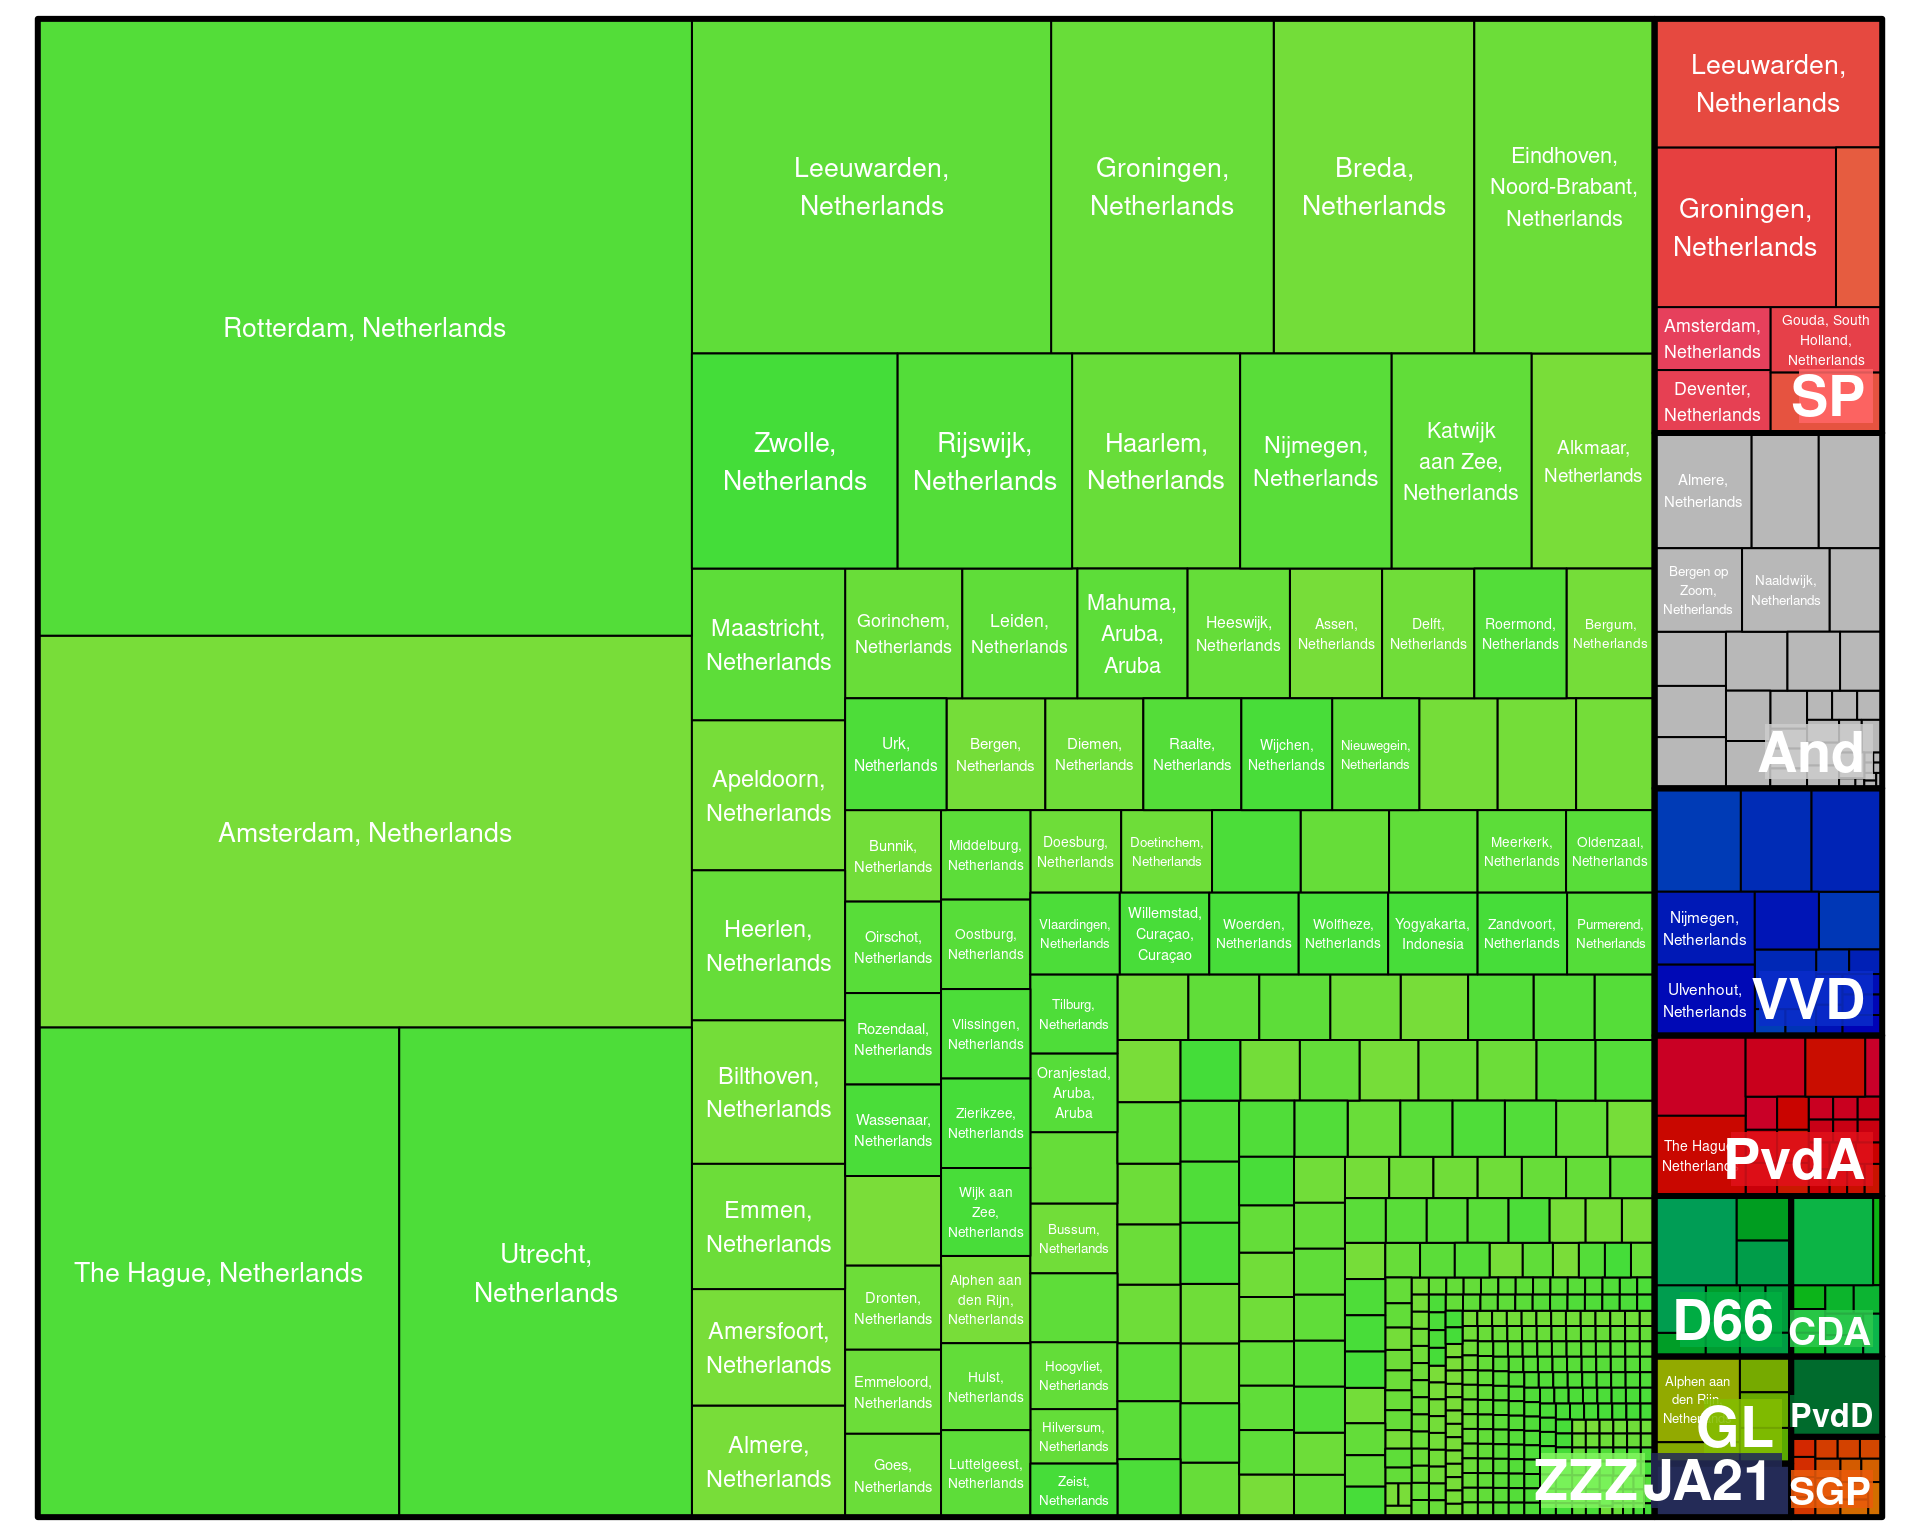 Rotterdam, Netherlands
Amsterdam, Netherlands
The Hague, Netherlands
Utrecht,
Netherlands
Leeuwarden,
Netherlands
Groningen,
Netherlands
Breda,
Netherlands
Eindhoven,
Noord-Brabant,
Netherlands
Zwolle,
Netherlands
Rijswijk,
Netherlands
Haarlem,
Netherlands
Nijmegen,
Netherlands
Katwijk
aan Zee,
Netherlands
Alkmaar,
Netherlands
Maastricht,
Netherlands
Apeldoorn,
Netherlands
Heerlen,
Netherlands
Bilthoven,
Netherlands
Emmen,
Netherlands
Amersfoort,
Netherlands
Almere,
Netherlands
Gorinchem,
Netherlands
Leiden,
Netherlands
Mahuma,
Aruba,
Aruba
Heeswijk,
Netherlands
Assen,
Netherlands
Delft,
Netherlands
Roermond,
Netherlands
Bergum,
Netherlands
Urk,
Netherlands
Bergen,
Netherlands
Diemen,
Netherlands
Raalte,
Netherlands
Wijchen,
Netherlands
Nieuwegein,
Netherlands
Bunnik,
Netherlands
Oirschot,
Netherlands
Rozendaal,
Netherlands
Wassenaar,
Netherlands
Dronten,
Netherlands
Emmeloord,
Netherlands
Goes,
Netherlands
Middelburg,
Netherlands
Oostburg,
Netherlands
Vlissingen,
Netherlands
Zierikzee,
Netherlands
Wijk aan
Zee,
Netherlands
Alphen aan
den Rijn,
Netherlands
Hulst,
Netherlands
Luttelgeest,
Netherlands
Doesburg,
Netherlands
Doetinchem,
Netherlands
Meerkerk,
Netherlands
Oldenzaal,
Netherlands
Vlaardingen,
Netherlands
Willemstad,
Curaçao,
Curaçao
Woerden,
Netherlands
Wolfheze,
Netherlands
Yogyakarta,
Indonesia
Zandvoort,
Netherlands
Purmerend,
Netherlands
Tilburg,
Netherlands
Oranjestad,
Aruba,
Aruba
Bussum,
Netherlands
Hoogvliet,
Netherlands
Hilversum,
Netherlands
Zeist,
Netherlands
ZZZ
Leeuwarden,
Netherlands
Groningen,
Netherlands
Amsterdam,
Netherlands
Gouda, South
Holland,
Netherlands
Deventer,
Netherlands
SP
Almere,
Netherlands
Bergen op
Zoom,
Netherlands
Naaldwijk,
Netherlands
And
Nijmegen,
Netherlands
Ulvenhout,
Netherlands
VVD
The Hague,
Netherlands
PvdA
D66
CDA
Alphen aan
den Rijn,
Netherlands
GL
PvdD
JA21
SGP